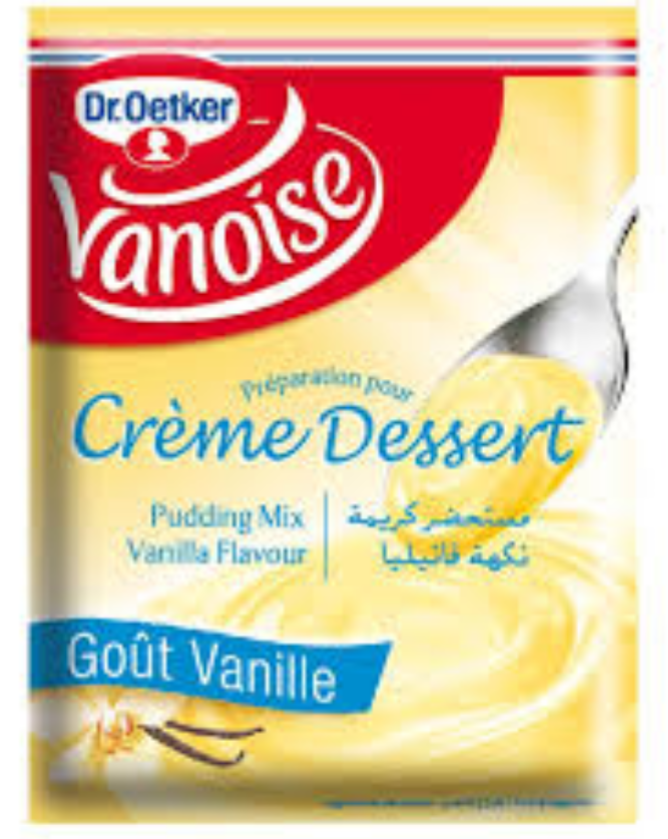 Dr.Oetker
Vanoise
Préparation pour
Crème Dessert
Pudding Mix
Vanilla Flavour
مستحضر كريمة
نكهة فانيليا
Goût Vanille